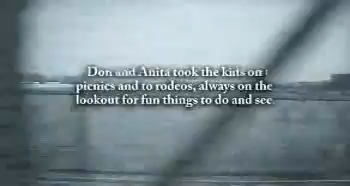 Don and Anita took the kids on
picnics and to rodeos, always on the
lookout for fun things to do and see